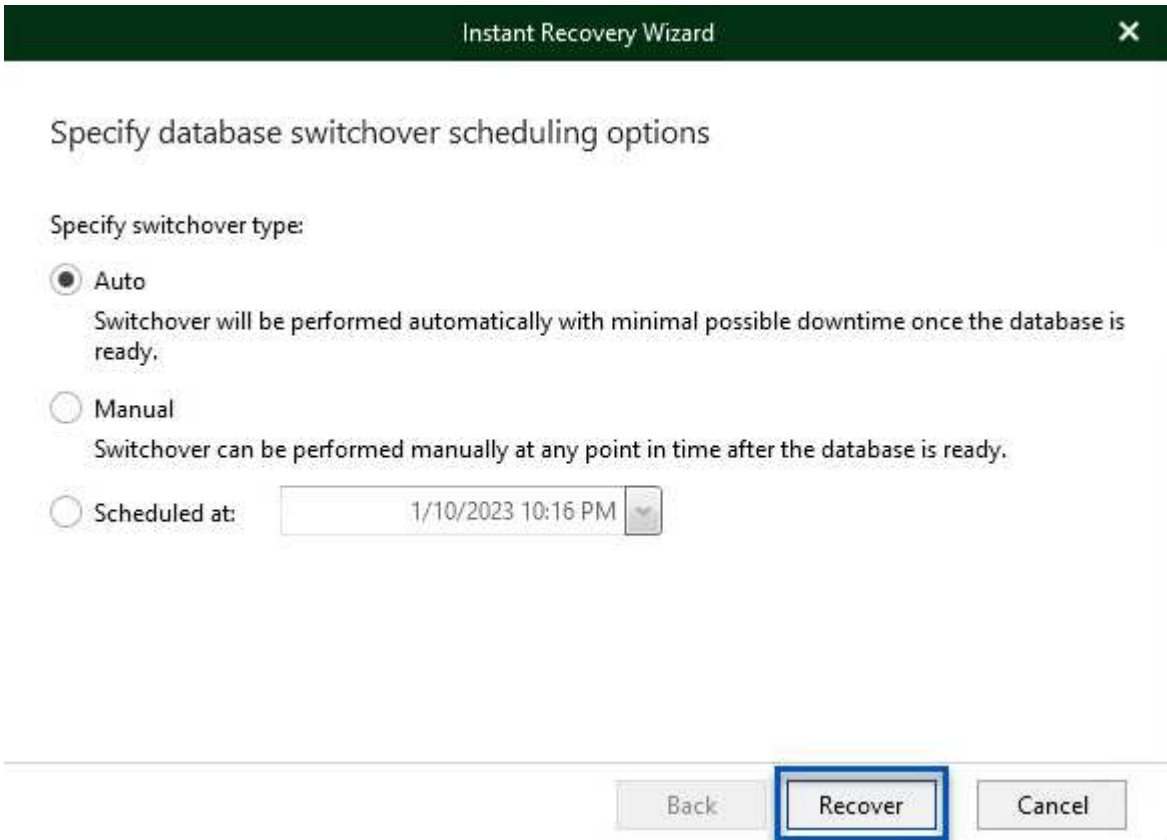 Instant Recovery Wizard
Specify database switchover scheduling options
Specify switchover type:
Auto
Switchover will be performed automatically with minimal possible downtime once the database is
ready.
Manual
Switchover can be performed manually at any point in time after the database is ready.
Scheduled at: 1/10/2023 10:16 PM
Back Recover Cancel